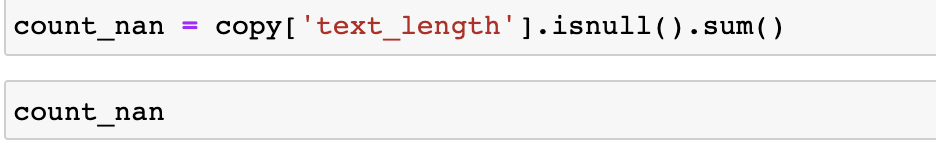 count_nan = copy['text_length'].isnull().sum()
count_nan